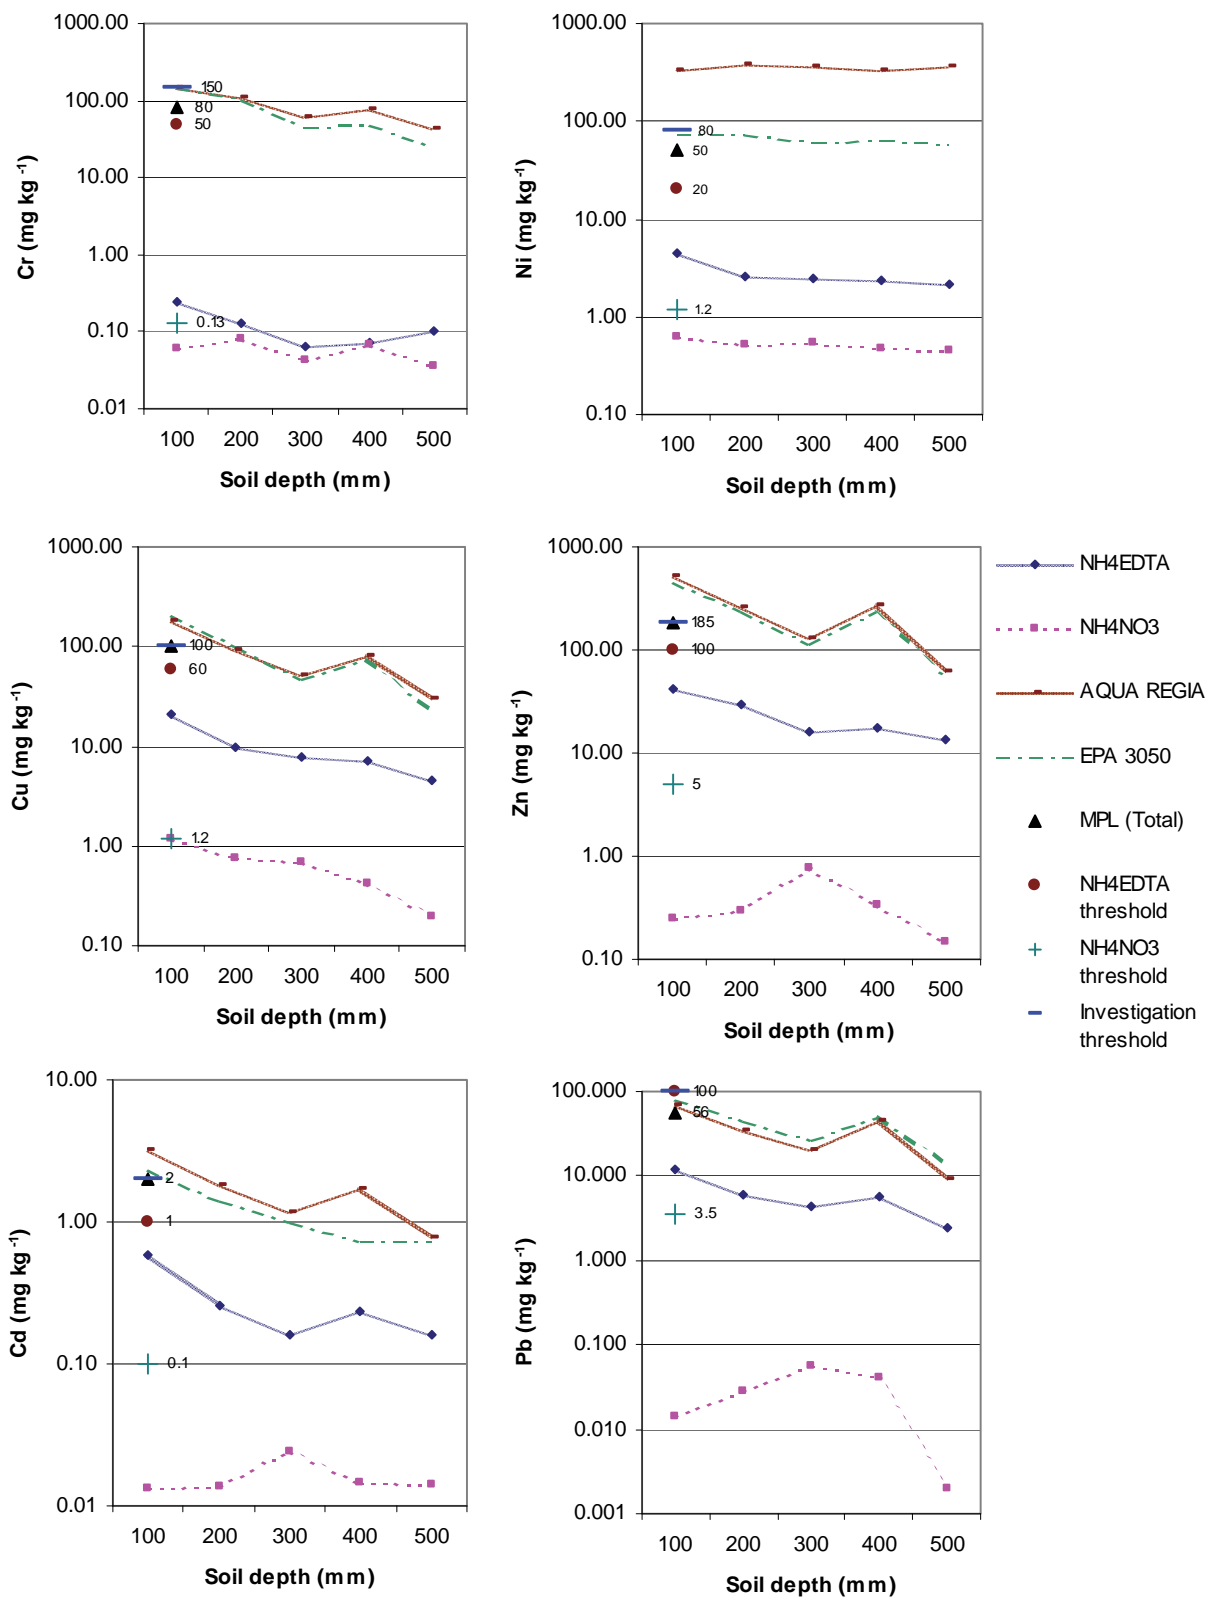 1000.00
100.00
10.00
1.00
0.10
0.01
Cr (mg kg-1)
150
80
50
0.13
100 200 300 400 500
Soil depth (mm)
1000.00
100.00
10.00
1.00
0.10
Ni (mg kg-1)
80
50
20
1.2
100 200 300 400 500
Soil depth (mm)
1000.00
100.00
10.00
1.00
0.10
Cu (mg kg-1)
100
60
1.2
100 200 300 400 500
Soil depth (mm)
1000.00
100.00
10.00
1.00
0.10
Zn (mg kg-1)
185
100
5
100 200 300 400 500
Soil depth (mm)
NH4EDTA
NH4NO3
AQUA REGIA
EPA 3050
MPL (Total)
NH4EDTA
threshold
NH4NO3
threshold
Investigation
threshold
10.00
1.00
0.10
0.01
Cd (mg kg-1)
2
1
0.1
100 200 300 400 500
Soil depth (mm)
100.000
10.000
1.000
0.100
0.010
0.001
Pb (mg kg-1)
100
56
3.5
100 200 300 400 500
Soil depth (mm)